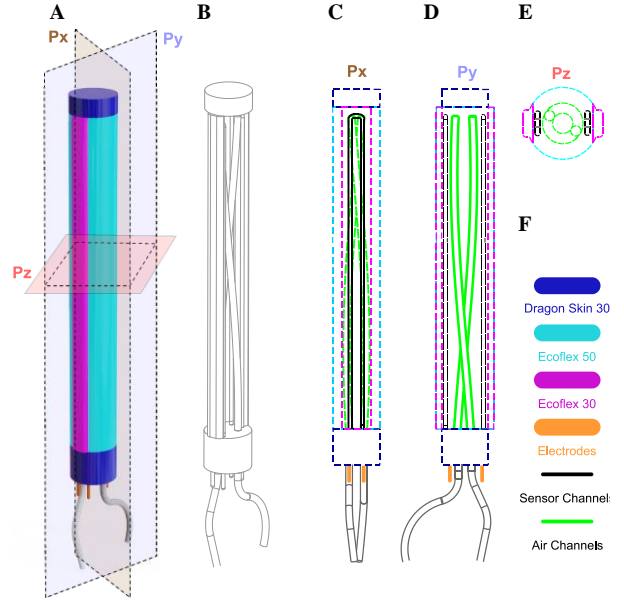 A B C D E
Px Py Px Py Pz
Pz
F
Dragon Skin 30
Ecoflex 50
Ecoflex 30
Electrodes
Sensor Channels
Air Channels